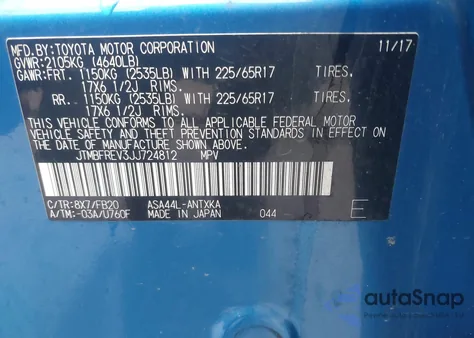 MFD.BY:TOYOTA MOTOR CORPORATION 11/17
GVWR:2105KG (4640LB)
GAWR:FRT. 1150KG (2535LB) WITH 225/65R17 TIRES.
17X6 1/2J RIMS.
RR. 1150KG (2535LB) WITH 225/65R17 TIRES.
17X6 1/2J RIMS.
THIS VEHICLE CONFORMS TO ALL APPLICABLE FEDERAL MOTOR
VEHICLE SAFETY AND THEFT PREVENTION STANDARDS IN EFFECT ON
THE DATE OF MANUFACTURE SHOWN ABOVE.
JTMBFREV3JJ724812 MPV
C/TR:8X7/FB20 ASA44L-ANTXKA
A/TM:-03A/U760F MADE IN JAPAN 044 E
autoSnap